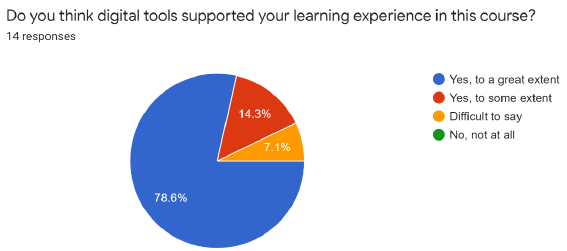 Do you think digital tools supported your learning experience in this course?
14 responses
Yes, to a great extent
Yes, to some extent
Difficult to say
No, not at all
14.3%
7.1%
78.6%